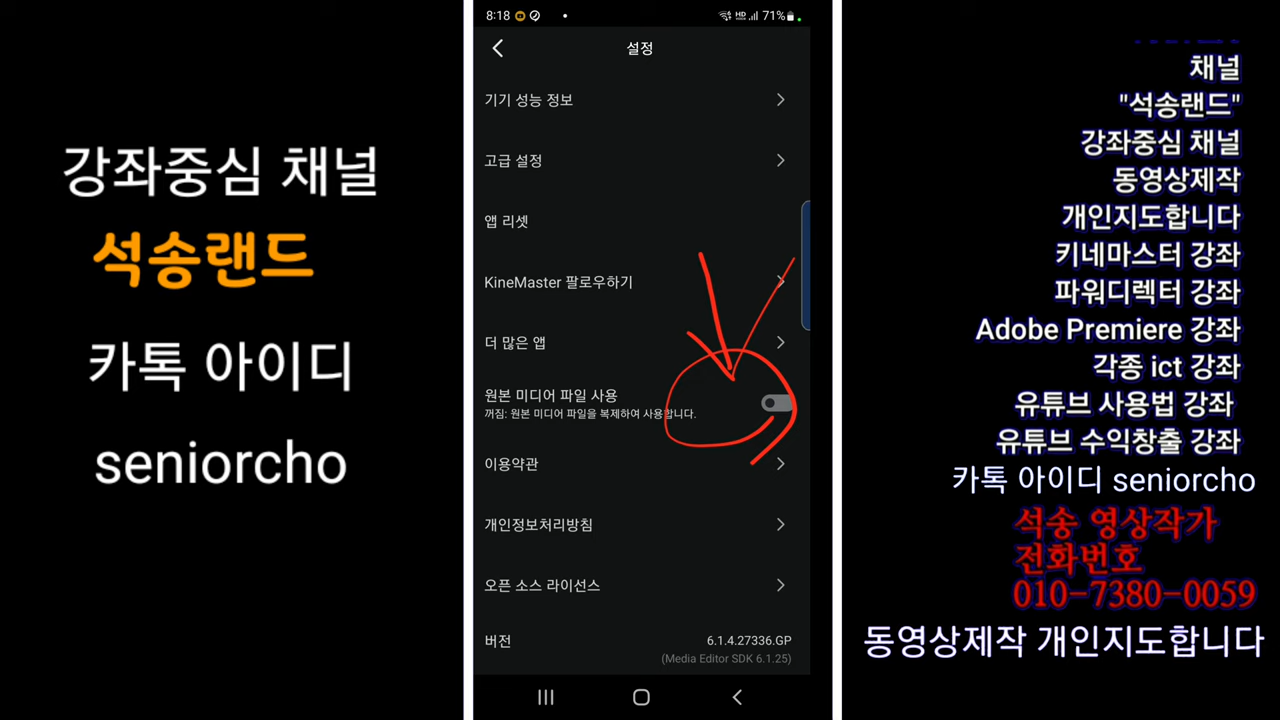 강좌중심 채널
석송랜드
카톡 아이디
seniorcho
8:18
HD
71%
설정
기기 성능 정보
고급 설정
앱 리셋
KineMaster 팔로우하기
더 많은 앱
원본 미디어 파일 사용
꺼짐: 원본 미디어 파일을 복제하여 사용합니다.
이용약관
개인정보처리방침
오픈 소스 라이선스
버전
6.1.4.27336.GP
(Media Editor SDK 6.1.25)
채널
"석송랜드"
강좌중심 채널
동영상제작
개인지도합니다
키네마스터 강좌
파워디렉터 강좌
Adobe Premiere 강좌
각종 ict 강좌
유튜브 사용법 강좌
유튜브 수익창출 강좌
카톡 아이디 seniorcho
석송 영상작가
전화번호
010-7380-0059
동영상제작 개인지도합니다